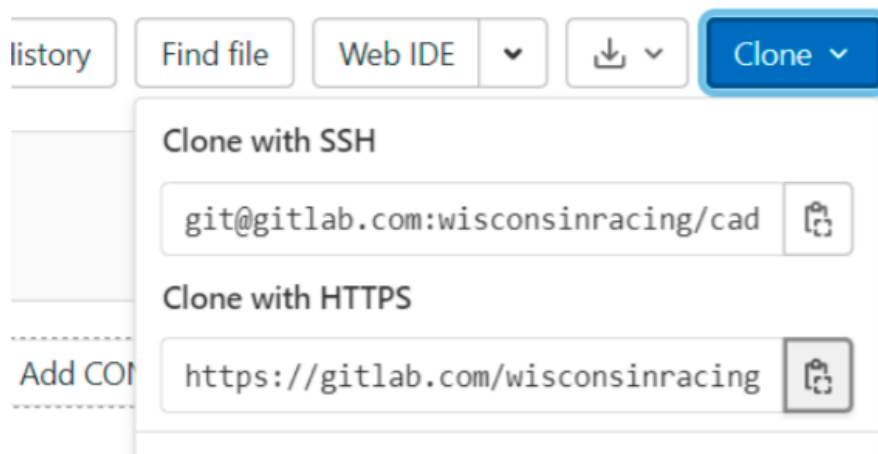 listory Find file Web IDE Clone
Clone with SSH
git@gitlab.com:wisconsinracing/cad
Clone with HTTPS
https://gitlab.com/wisconsinracing
Add CON